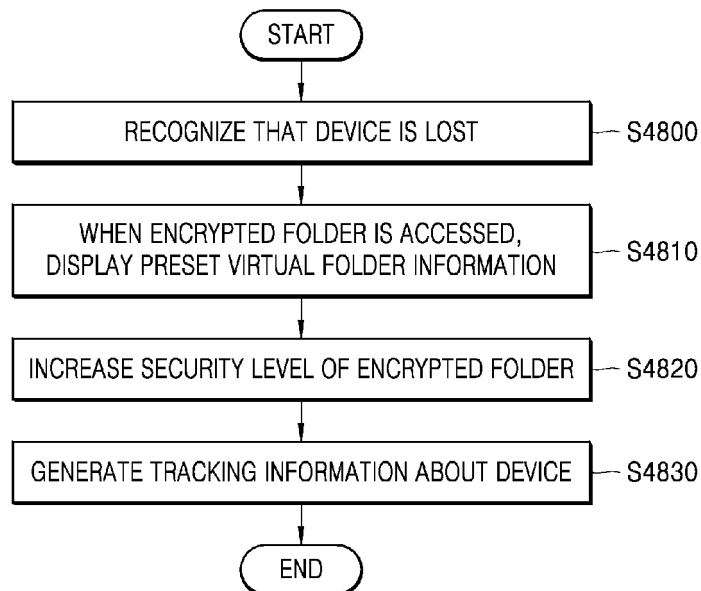 START
RECOGNIZE THAT DEVICE IS LOST
S4800
WHEN ENCRYPTED FOLDER IS ACCESSED,
DISPLAY PRESET VIRTUAL FOLDER INFORMATION
S4810
INCREASE SECURITY LEVEL OF ENCRYPTED FOLDER
S4820
GENERATE TRACKING INFORMATION ABOUT DEVICE
S4830
END